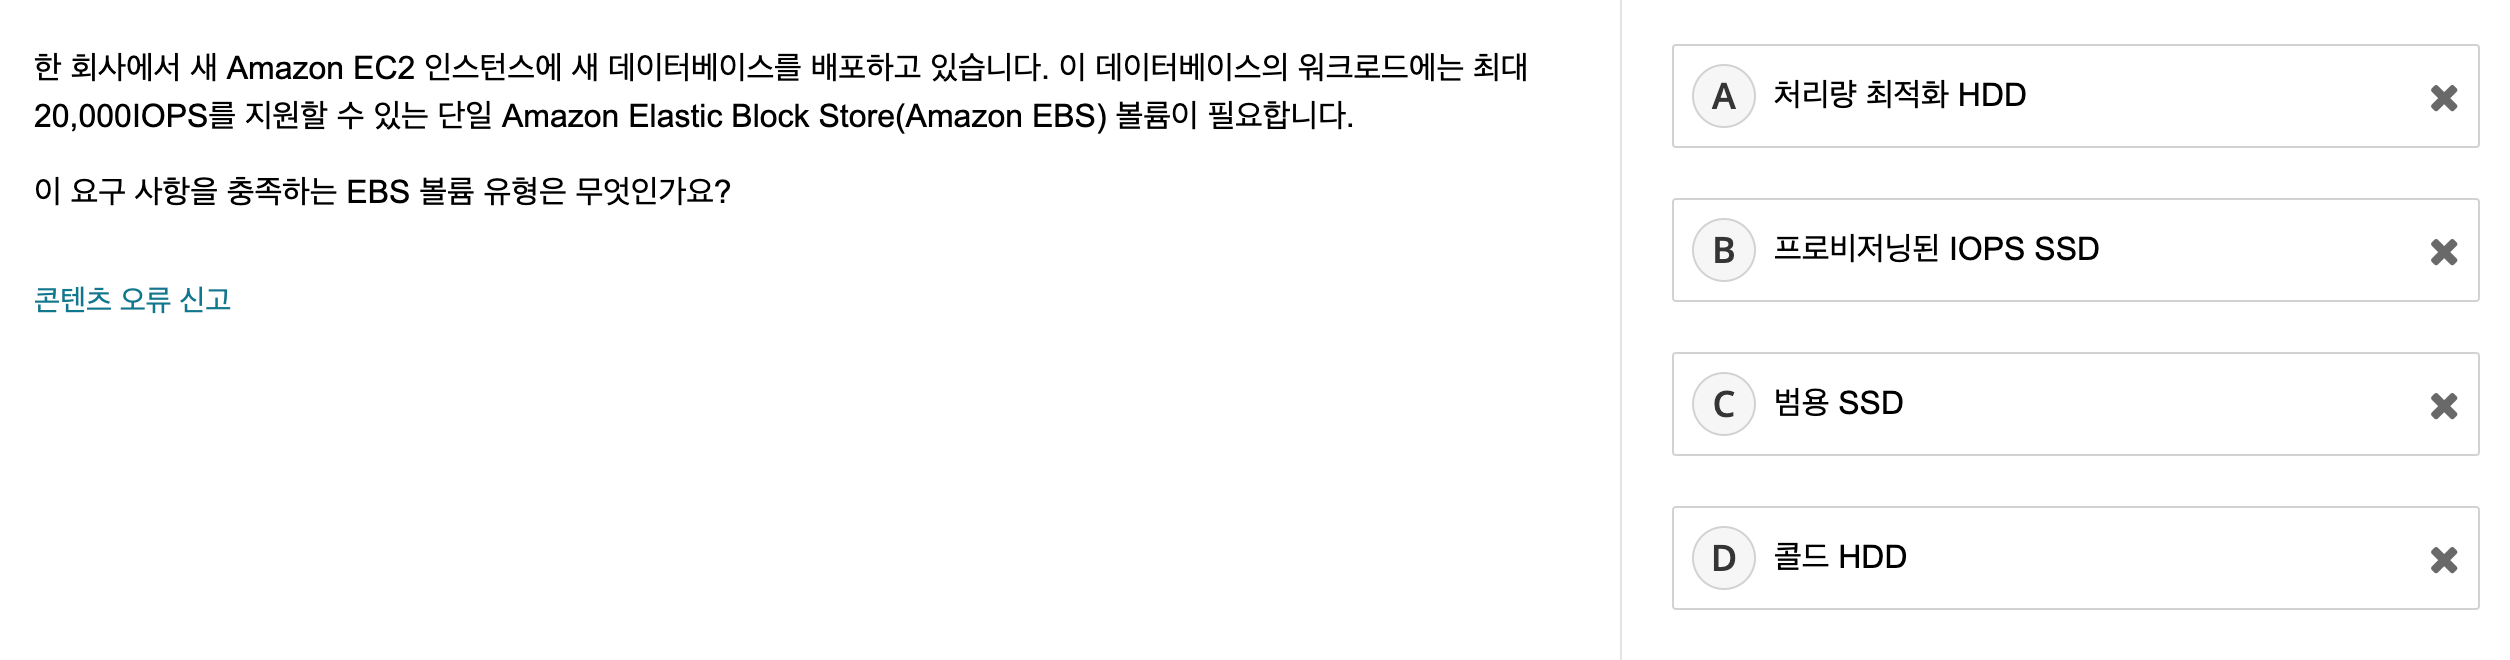 한 회사에서 새 Amazon EC2 인스턴스에 새 데이터베이스를 배포하고 있습니다. 이 데이터베이스의 워크로드에는 최대
20,000IOPS를 지원할 수 있는 단일 Amazon Elastic Block Store(Amazon EBS) 볼륨이 필요합니다.
이 요구 사항을 충족하는 EBS 볼륨 유형은 무엇인가요?
콘텐츠 오류 신고
A 처리량 최적화 HDD
B 프로비저닝된 IOPS SSD
C 범용 SSD
D 콜드 HDD